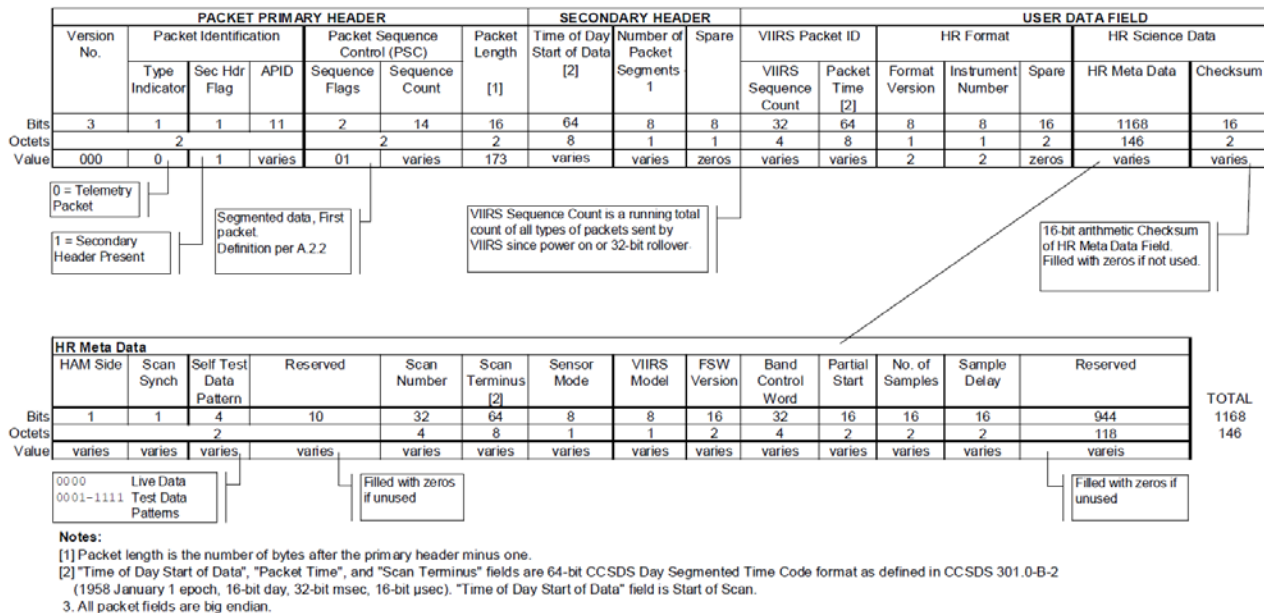 PACKET PRIMARY HEADER SECONDARY HEADER USER DATA FIELD
Version No. Packet Identification Packet Sequence Control (PSC) Packet Length [1] Time of Day Start of Data [2] Number of Packet Segments 1 Spare VIIRS Packet ID HR Format HR Science Data
Type Indicator Sec Hdr Flag APID Sequence Flags Sequence Count VIIRS Sequence Count Packet Time [2] Format Version Instrument Number Spare HR Meta Data Checksum
Bits 3 1 1 11 2 14 16 64 8 8 32 64 8 8 16 1168 16
Octets 2 2 2 8 1 1 4 8 1 1 2 146 2
Value 000 0 1 varies 01 varies 173 varies varies zeros varies varies 2 2 zeros varies varies
0 = Telemetry
Packet
1 = Secondary
Header Present
Segmented data, First
packet.
Definition per A.2.2
VIIRS Sequence Count is a running total
count of all types of packets sent by
VIIRS since power on or 32-bit rollover
16-bit arithmetic Checksum
of HR Meta Data Field.
Filled with zeros if not used.
HR Meta Data
HAM Side Scan Synch Self Test Data Pattern Reserved Scan Number Scan Terminus [2] Sensor Mode VIIRS Model FSW Version Band Control Word Partial Start No. of Samples Sample Delay Reserved TOTAL
Bits 1 1 4 10 32 64 8 8 16 32 16 16 16 944 1168
Octets 2 4 8 1 1 2 4 2 2 2 118 146
Value varies varies varies varies varies varies varies varies varies varies varies varies varies vareis
0000 Live Data
0001-1111 Test Data
Patterns
Filled with zeros
if unused
Filled with zeros if
unused
Notes:
[1] Packet length is the number of bytes after the primary header minus one.
[2] "Time of Day Start of Data", "Packet Time", and "Scan Terminus" fields are 64-bit CCSDS Day Segmented Time Code format as defined in CCSDS 301.0-B-2
(1958 January 1 epoch, 16-bit day, 32-bit msec, 16-bit µsec). "Time of Day Start of Data" field is Start of Scan.
3. All packet fields are big endian.